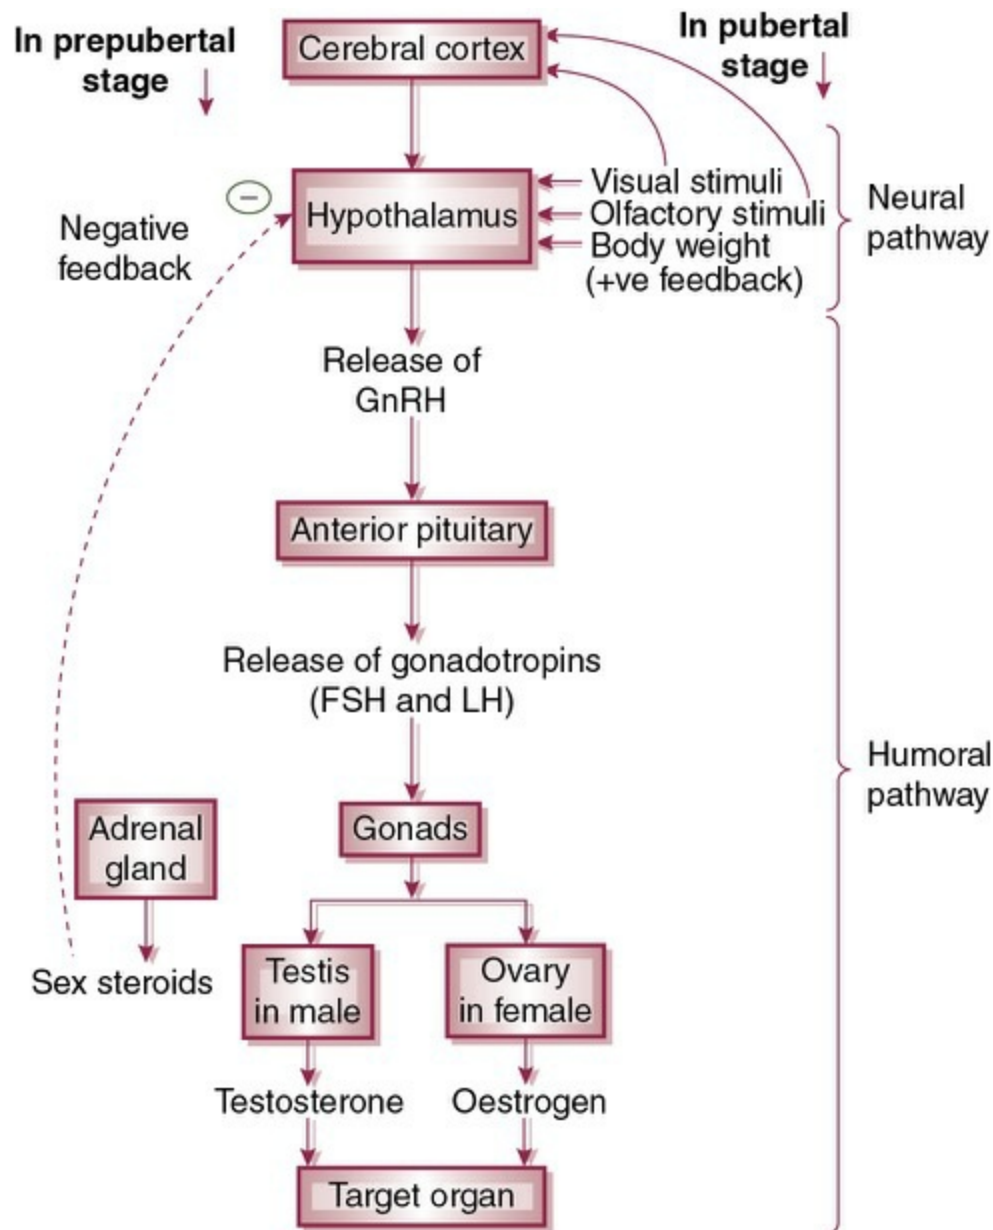 In prepubertal
stage
In pubertal
stage
Cerebral cortex
−
Negative
feedback
Hypothalamus
Visual stimuli
Olfactory stimuli
Body weight
(+ve feedback)
Neural
pathway
Release of
GnRH
Anterior pituitary
Release of gonadotropins
(FSH and LH)
Humoral
pathway
Adrenal
gland
Sex steroids
Gonads
Testis
in male
Ovary
in female
Testosterone
Oestrogen
Target organ